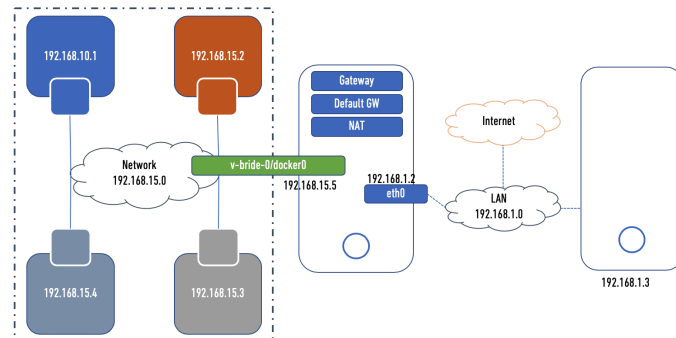 192.168.10.1
192.168.15.2
Gateway
Default GW
NAT
Internet
Network
192.168.15.0
v-bride-0/docker0
192.168.15.5
192.168.1.2
eth0
LAN
192.168.1.0
192.168.15.4
192.168.15.3
192.168.1.3